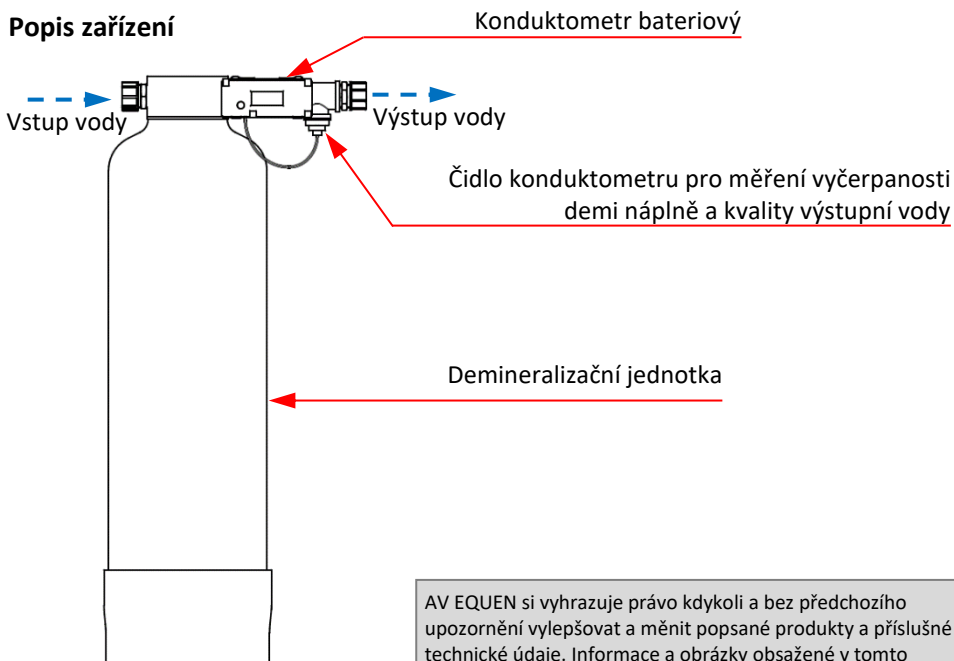 Popis zařízení
Konduktometr bateriový
Vstup vody
Výstup vody
Čidlo konduktometru pro měření vyčerpanosti
demi náplně a kvality výstupní vody
Demineralizační jednotka
AV EQUEN si vyhrazuje právo kdykoli a bez předchozího
upozornění vylepšovat a měnit popsané produkty a příslušné
technické údaje. Informace a obrázky obsažené v tomto